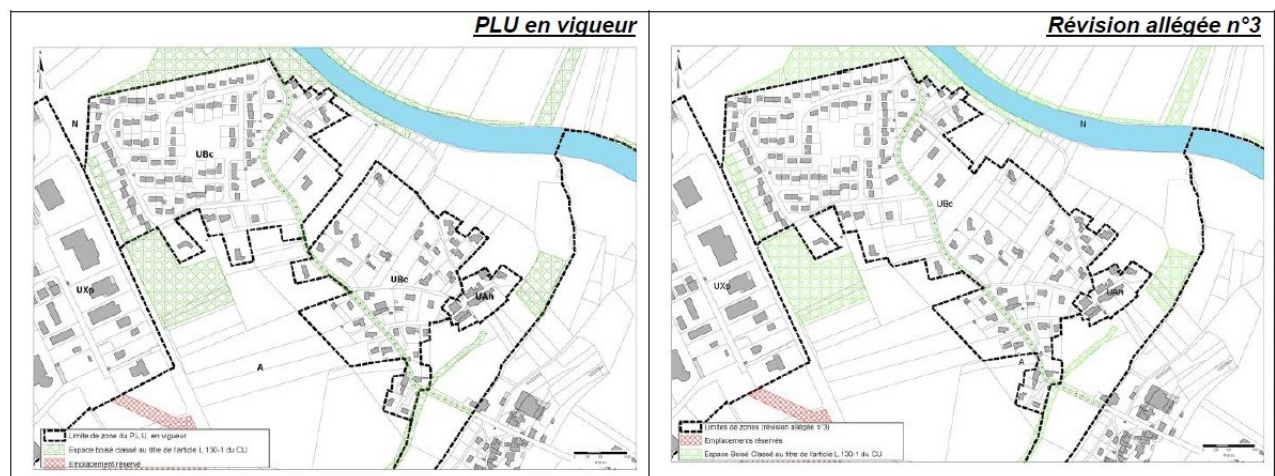 PLU en vigueur
N
UBc
UXp
UBc
UAh
A
Limite de zone du P.L.U. en vigueur
Espace boisé classé au titre de l'article L.130-1 du CU
Emplacement réservé
Révision allégée n°3
N
UBc
UXp
UAh
A
Limites de zones (révision allégée n°3)
Emplacements réservés
Espace Boisé Classé au titre de l'article L.130-1 du CU